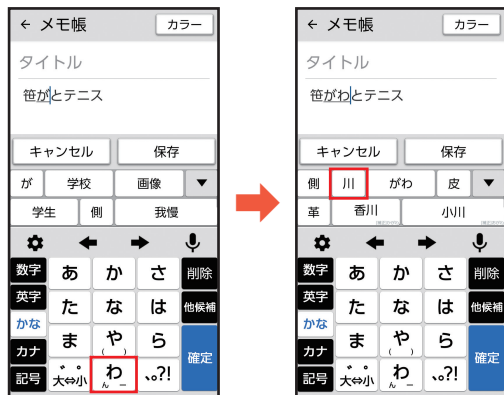 ← メモ帳 カラー
タイトル
笹がとテニス
キャンセル 保存
が 学校 画像 ▼
学生 側 我慢
数字 あ か さ 削除
英字 た な は 他候補
かな
カナ ま や ( ) ら 確定
記号 大⇔小 わ ん ー 、。?!
← メモ帳 カラー
タイトル
笹がわとテニス
キャンセル 保存
側 川 がわ 皮 ▼
革 香川 小川
数字 あ か さ 削除
英字 た な は 他候補
かな
カナ ま や ( ) ら 確定
記号 大⇔小 わ ん ー 、。?!